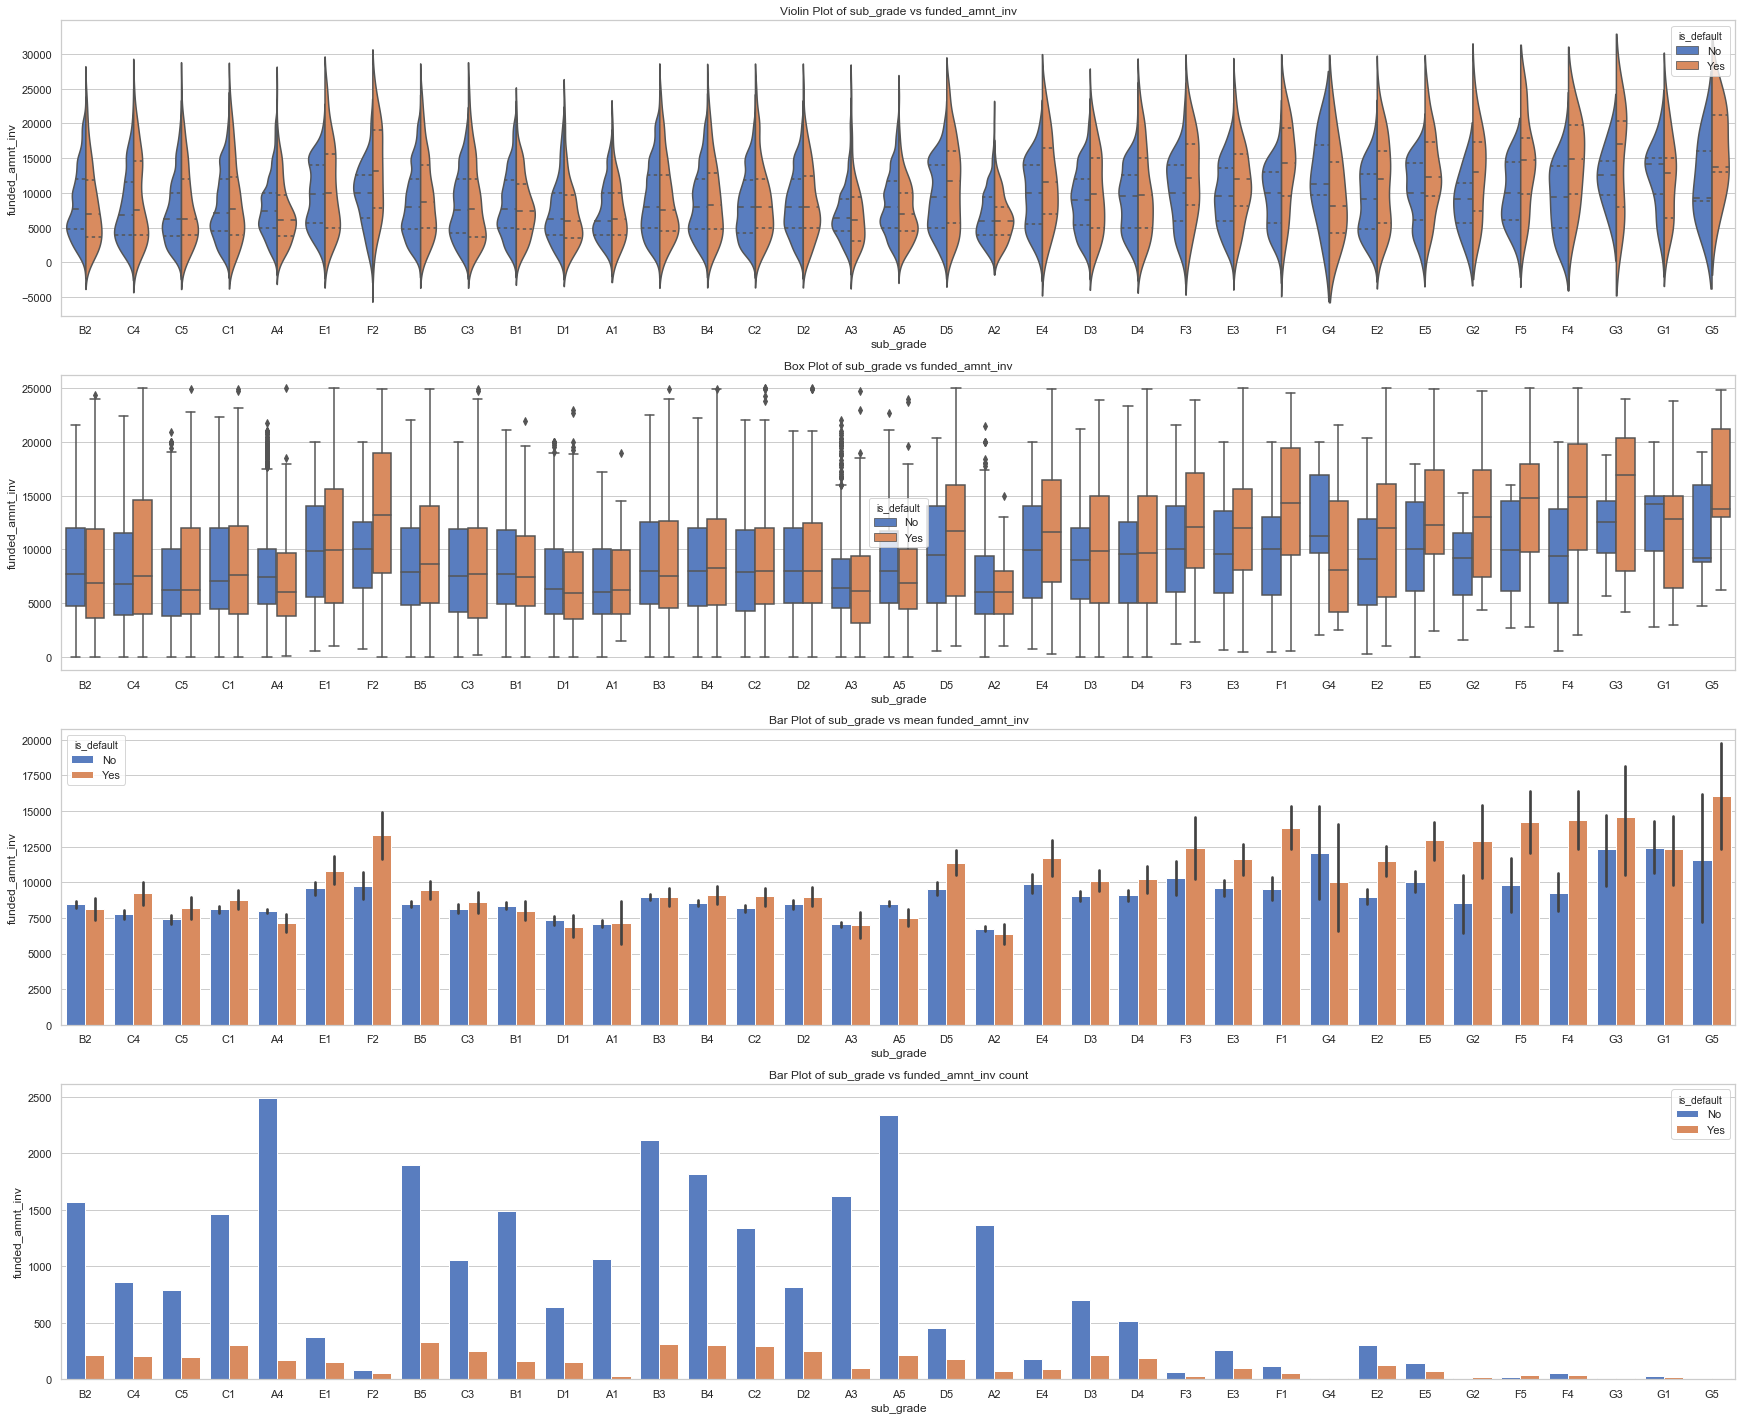 Violin Plot of sub_grade vs funded_amnt_inv
funded_amnt_inv
30000
25000
20000
15000
10000
5000
0
−5000
is_default
No
Yes
B2 C4 C5 C1 A4 E1 F2 B5 C3 B1 D1 A1 B3 B4 C2 D2 A3 A5 D5 A2 E4 D3 D4 F3 E3 F1 G4 E2 E5 G2 F5 F4 G3 G1 G5
sub_grade
Box Plot of sub_grade vs funded_amnt_inv
funded_amnt_inv
25000
20000
15000
10000
5000
0
is_default
No
Yes
B2 C4 C5 C1 A4 E1 F2 B5 C3 B1 D1 A1 B3 B4 C2 D2 A3 A5 D5 A2 E4 D3 D4 F3 E3 F1 G4 E2 E5 G2 F5 F4 G3 G1 G5
sub_grade
Bar Plot of sub_grade vs mean funded_amnt_inv
funded_amnt_inv
20000
17500
15000
12500
10000
7500
5000
2500
0
is_default
No
Yes
B2 C4 C5 C1 A4 E1 F2 B5 C3 B1 D1 A1 B3 B4 C2 D2 A3 A5 D5 A2 E4 D3 D4 F3 E3 F1 G4 E2 E5 G2 F5 F4 G3 G1 G5
sub_grade
Bar Plot of sub_grade vs funded_amnt_inv count
funded_amnt_inv
2500
2000
1500
1000
500
0
is_default
No
Yes
B2 C4 C5 C1 A4 E1 F2 B5 C3 B1 D1 A1 B3 B4 C2 D2 A3 A5 D5 A2 E4 D3 D4 F3 E3 F1 G4 E2 E5 G2 F5 F4 G3 G1 G5
sub_grade